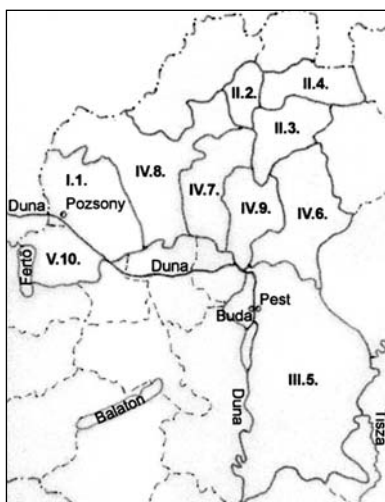 II.2.
II.4.
II.3.
IV.8.
I.1.
IV.7.
IV.9.
IV.6.
Duna
Pozsony
V.10.
Fertő
Duna
Pest
Buda
III.5.
Duna
Balaton
Tisza